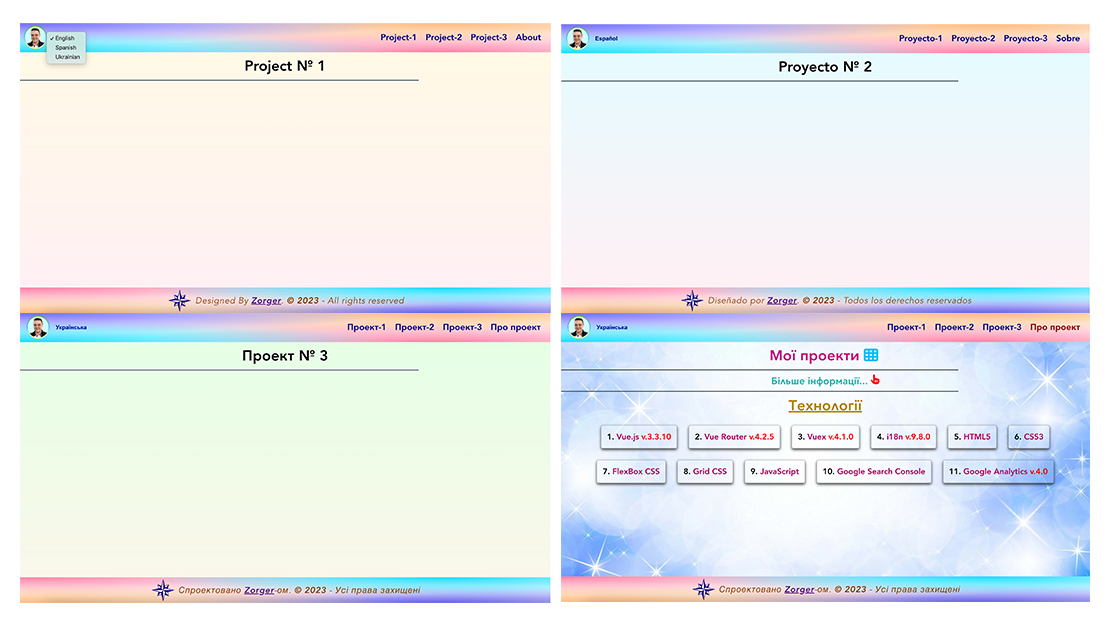 ✓ English
Spanish
Ukrainian
Project-1 Project-2 Project-3 About
Project № 1
Designed By Zorger. © 2023 - All rights reserved
Español
Proyecto-1 Proyecto-2 Proyecto-3 Sobre
Proyecto № 2
Diseñado por Zorger. © 2023 - Todos los derechos reservados
Українська
Проект-1 Проект-2 Проект-3 Про проект
Проект № 3
Спроектовано Zorger-ом. © 2023 - Усі права захищені
Українська
Проект-1 Проект-2 Проект-3 Про проект
Мої проекти
Більше інформації...
Технології
1. Vue.js v.3.3.10 2. Vue Router v.4.2.5 3. Vuex v.4.1.0 4. i18n v.9.8.0 5. HTML5 6. CSS3
7. FlexBox CSS 8. Grid CSS 9. JavaScript 10. Google Search Console 11. Google Analytics v.4.0
Спроектовано Zorger-ом. © 2023 - Усі права захищені